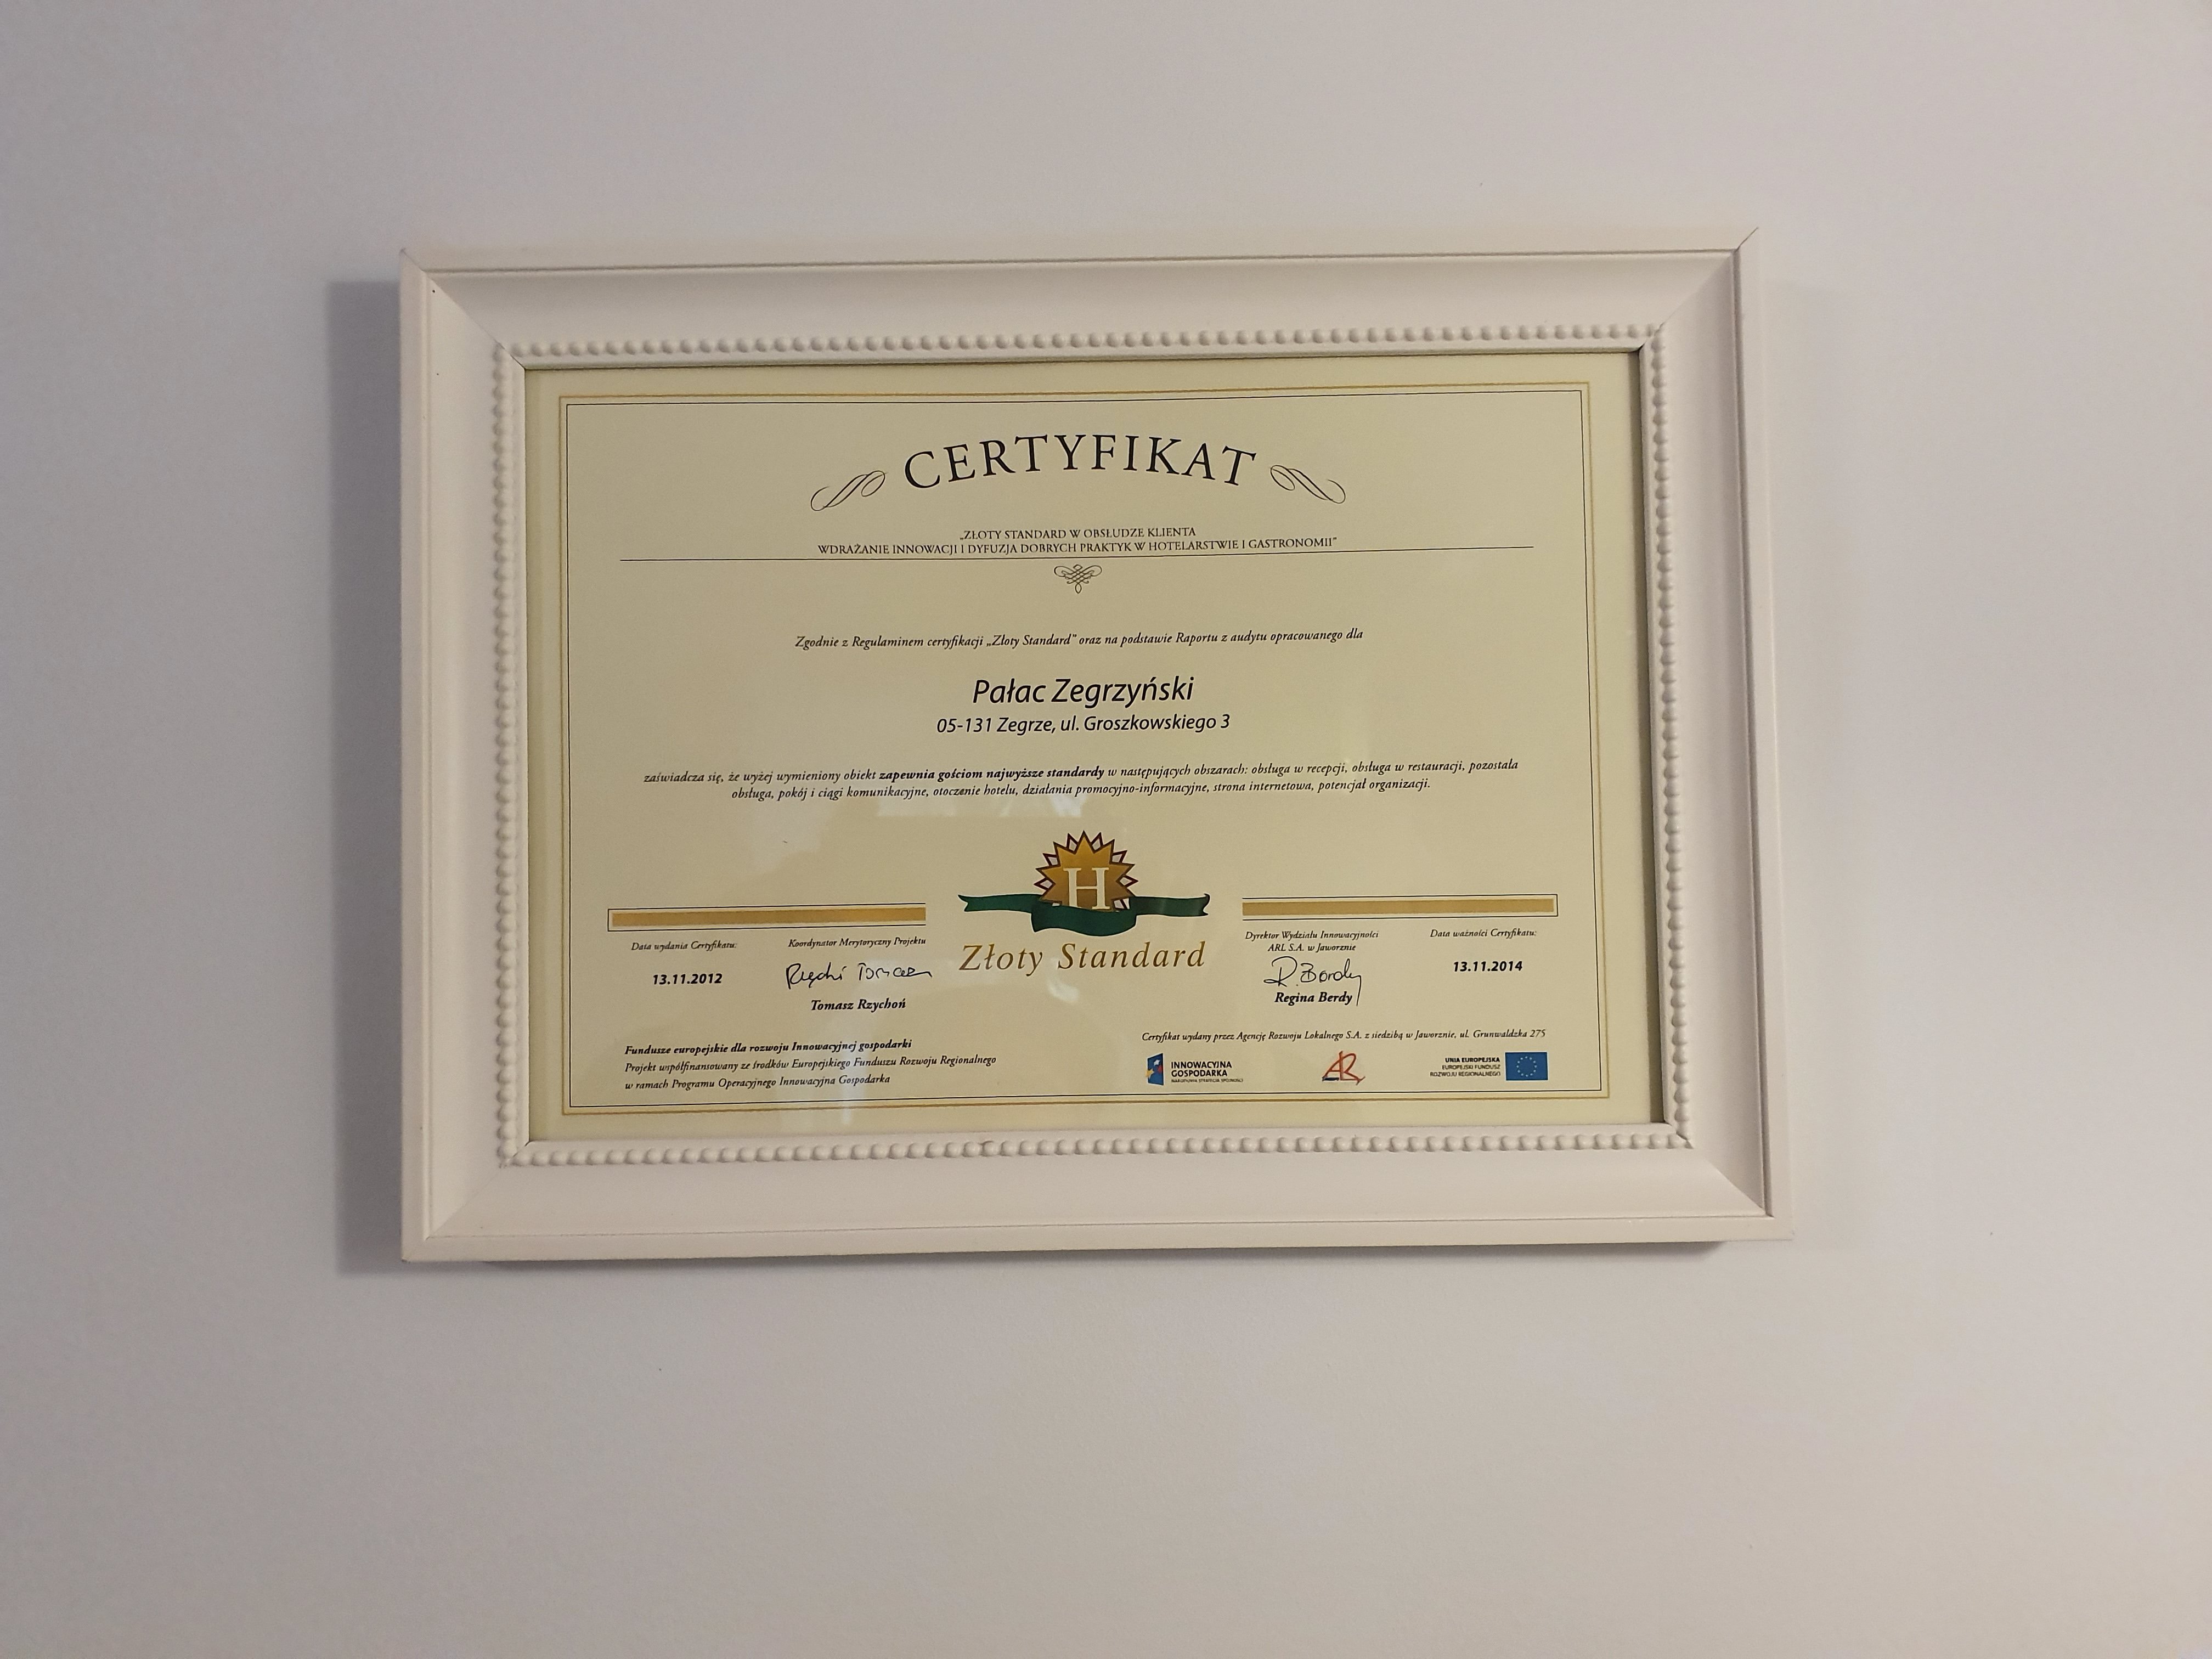 CERTYFIKAT
„ZŁOTY STANDARD W OBSŁUDZE KLIENTA
WDRAŻANIE INNOWACJI I DYFUZJA DOBRYCH PRAKTYK W HOTELARSTWIE I GASTRONOMII”
Zgodnie z Regulaminem certyfikacji „Złoty Standard” oraz na podstawie Raportu z audytu opracowanego dla
Pałac Zegrzyński
05-131 Zegrze, ul. Groszkowskiego 3
zaświadcza się, że wyżej wymieniony obiekt zapewnia gościom najwyższe standardy w następujących obszarach: obsługa w recepcji, obsługa w restauracji, pozostała
obsługa, pokój i ciągi komunikacyjne, otoczenie hotelu, działania promocyjno-informacyjne, strona internetowa, potencjał organizacji.
H
Złoty Standard
Data wydania Certyfikatu:
13.11.2012
Koordynator Merytoryczny Projektu
Tomasz Rzychoń
Dyrektor Wydziału Innowacyjności
ARL S.A. w Jaworznie
R. Berdy
Regina Berdy
Data ważności Certyfikatu:
13.11.2014
Fundusze europejskie dla rozwoju Innowacyjnej gospodarki
Projekt współfinansowany ze środków Europejskiego Funduszu Rozwoju Regionalnego
w ramach Programu Operacyjnego Innowacyjna Gospodarka
Certyfikat wydany przez Agencję Rozwoju Lokalnego S.A. z siedzibą w Jaworznie, ul. Grunwaldzka 275
INNOWACYJNA
GOSPODARKA
NARODOWA STRATEGIA SPÓJNOŚCI
UNIA EUROPEJSKA
EUROPEJSKI FUNDUSZ
ROZWOJU REGIONALNEGO